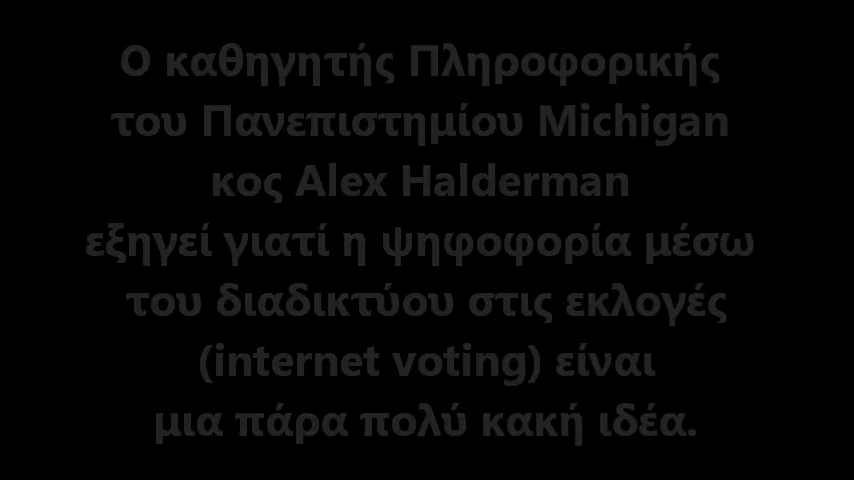 Ο καθηγητής Πληροφορικής
του Πανεπιστημίου Michigan
κος Alex Halderman
εξηγεί γιατί η ψηφοφορία μέσω
του διαδικτύου στις εκλογές
(internet voting) είναι
μια πάρα πολύ κακή ιδέα.